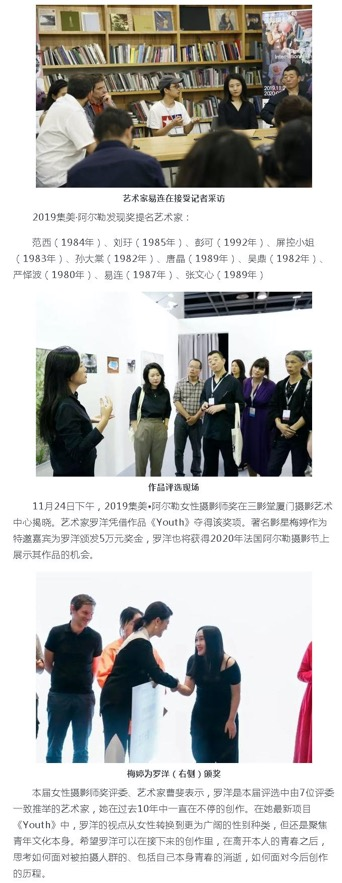 2019.11.2
艺术家易连在接受记者采访
2019集美·阿尔勒发现奖提名艺术家：
范西（1984年）、刘玗（1985年）、彭可（1992年）、屏控小姐
（1983年）、孙大棠（1982年）、唐晶（1989年）、吴鼎（1982年）、
严怿波（1980年）、易连（1987年）、张文心（1989年）
作品评选现场
11月24日下午，2019集美•阿尔勒女性摄影师奖在三影堂厦门摄影艺术
中心揭晓。艺术家罗洋凭借作品《Youth》夺得该奖项。著名影星梅婷作为
特邀嘉宾为罗洋颁发5万元奖金，罗洋也将获得2020年法国阿尔勒摄影节上
展示其作品的机会。
梅婷为罗洋（右侧）颁奖
本届女性摄影师奖评委、艺术家曹斐表示，罗洋是本届评选中由7位评委
一致推举的艺术家，她在过去10年中一直在不停的创作。在她最新项目
《Youth》中，罗洋的视点从女性转换到更为广阔的性别种类，但还是聚焦
青年文化本身。希望罗洋可以在接下来的创作里，在离开本人的青春之后，
思考如何面对被拍摄人群的、包括自己本身青春的消逝，如何面对今后创作
的历程。